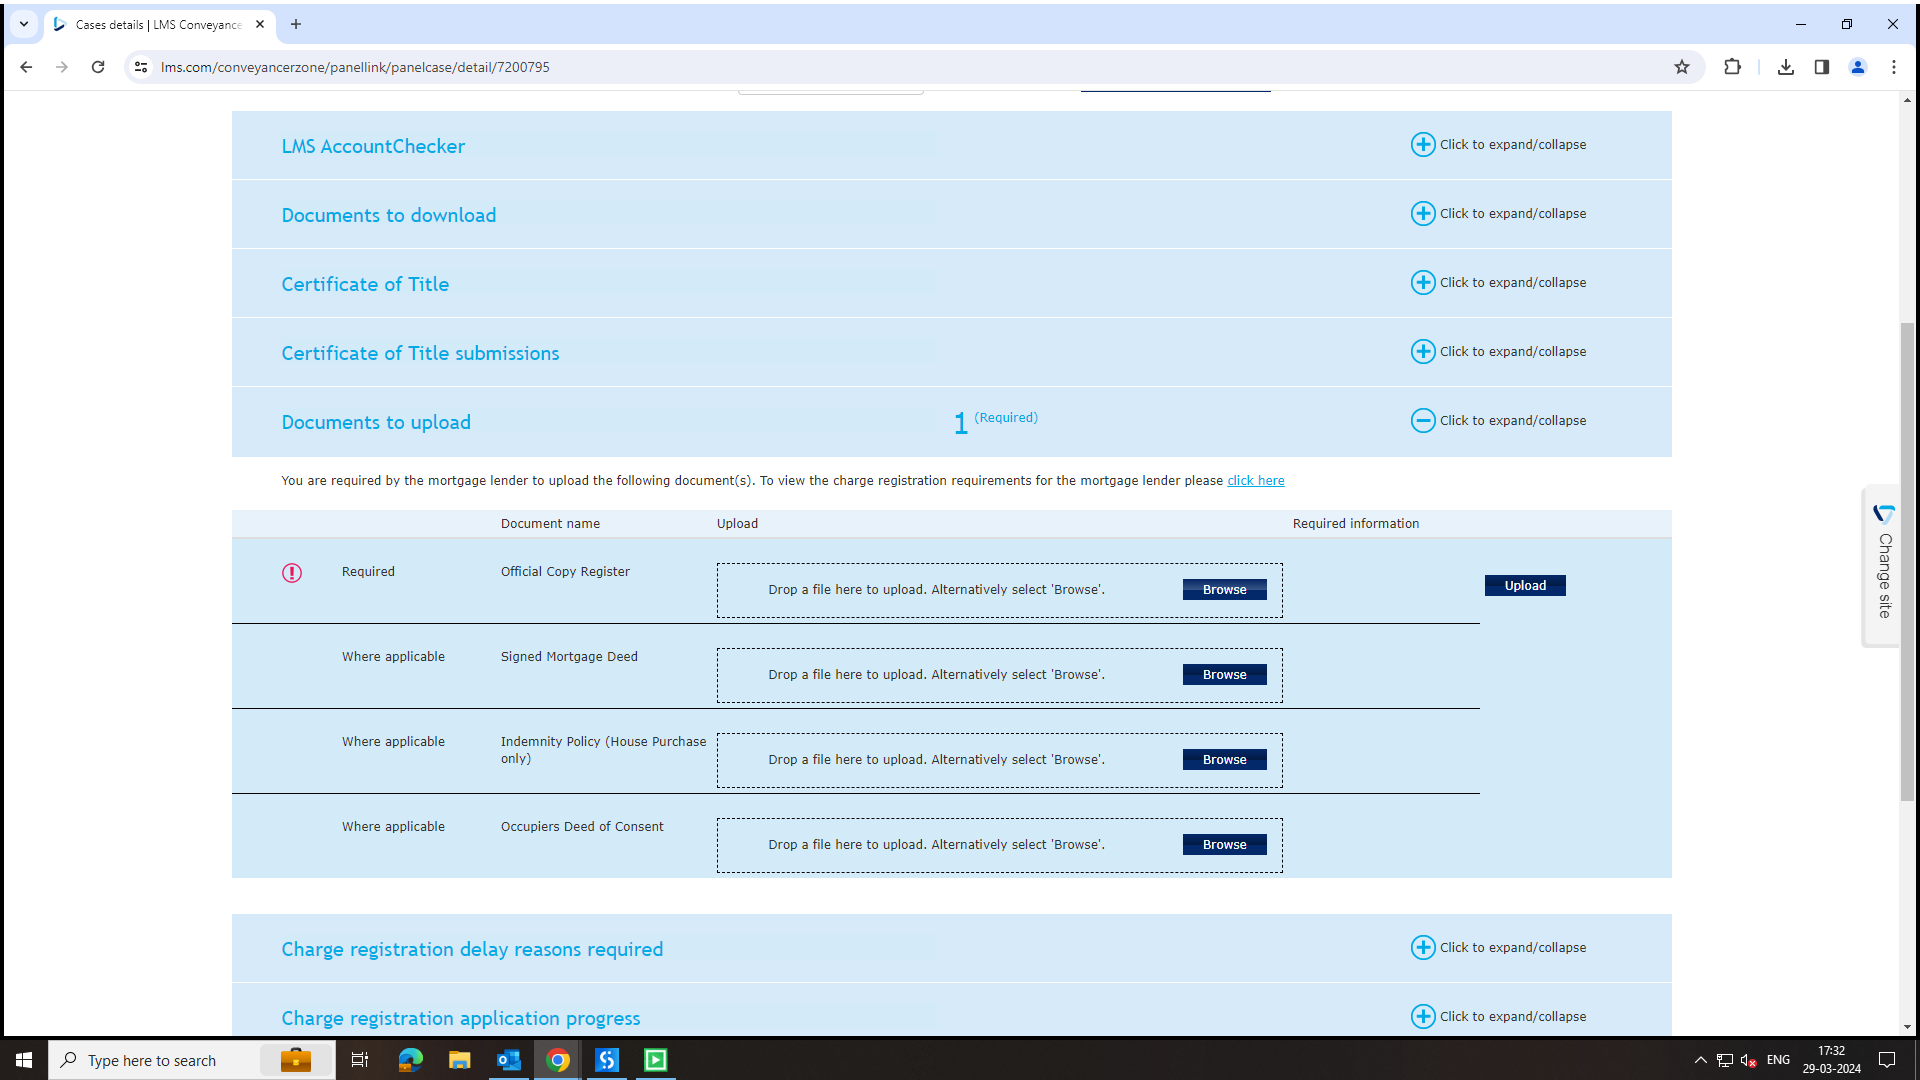 Cases details | LMS Conveyance
lms.com/conveyancerzone/panellink/panelcase/detail/7200795
LMS AccountChecker
Click to expand/collapse
Documents to download
Click to expand/collapse
Certificate of Title
Click to expand/collapse
Certificate of Title submissions
Click to expand/collapse
Documents to upload
1 (Required)
Click to expand/collapse
You are required by the mortgage lender to upload the following document(s). To view the charge registration requirements for the mortgage lender please click here
Document name Upload Required information
Required Official Copy Register Drop a file here to upload. Alternatively select 'Browse'. Browse Upload
Where applicable Signed Mortgage Deed Drop a file here to upload. Alternatively select 'Browse'. Browse
Where applicable Indemnity Policy (House Purchase
only) Drop a file here to upload. Alternatively select 'Browse'. Browse
Where applicable Occupiers Deed of Consent Drop a file here to upload. Alternatively select 'Browse'. Browse
Change site
Charge registration delay reasons required
Click to expand/collapse
Charge registration application progress
Click to expand/collapse
Type here to search
ENG
17:32
29-03-2024